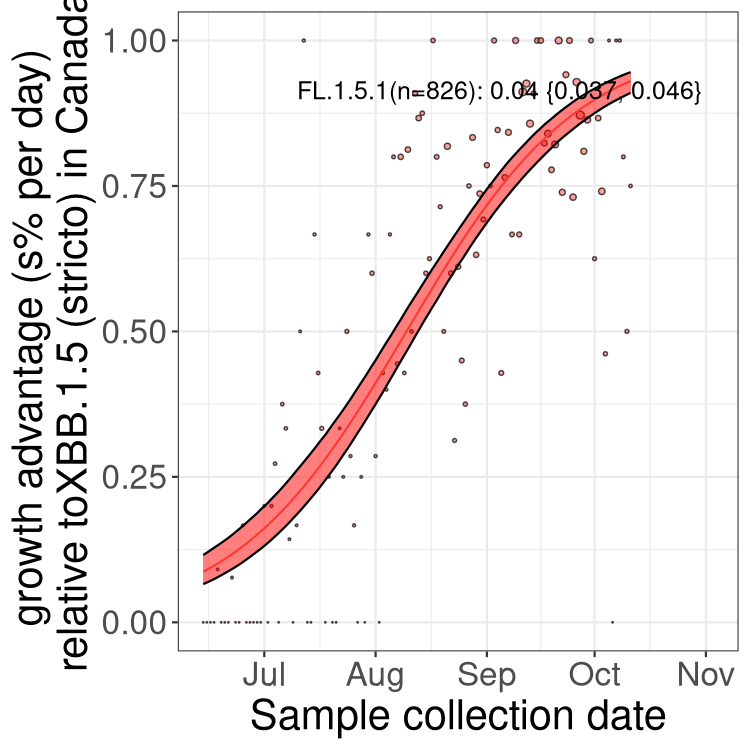 growth advantage (s% per day)
relative toXBB.1.5 (stricto) in Canada
1.00
0.75
0.50
0.25
0.00
FL.1.5.1(n=826): 0.04 {0.037, 0.046}
Jul Aug Sep Oct Nov
Sample collection date